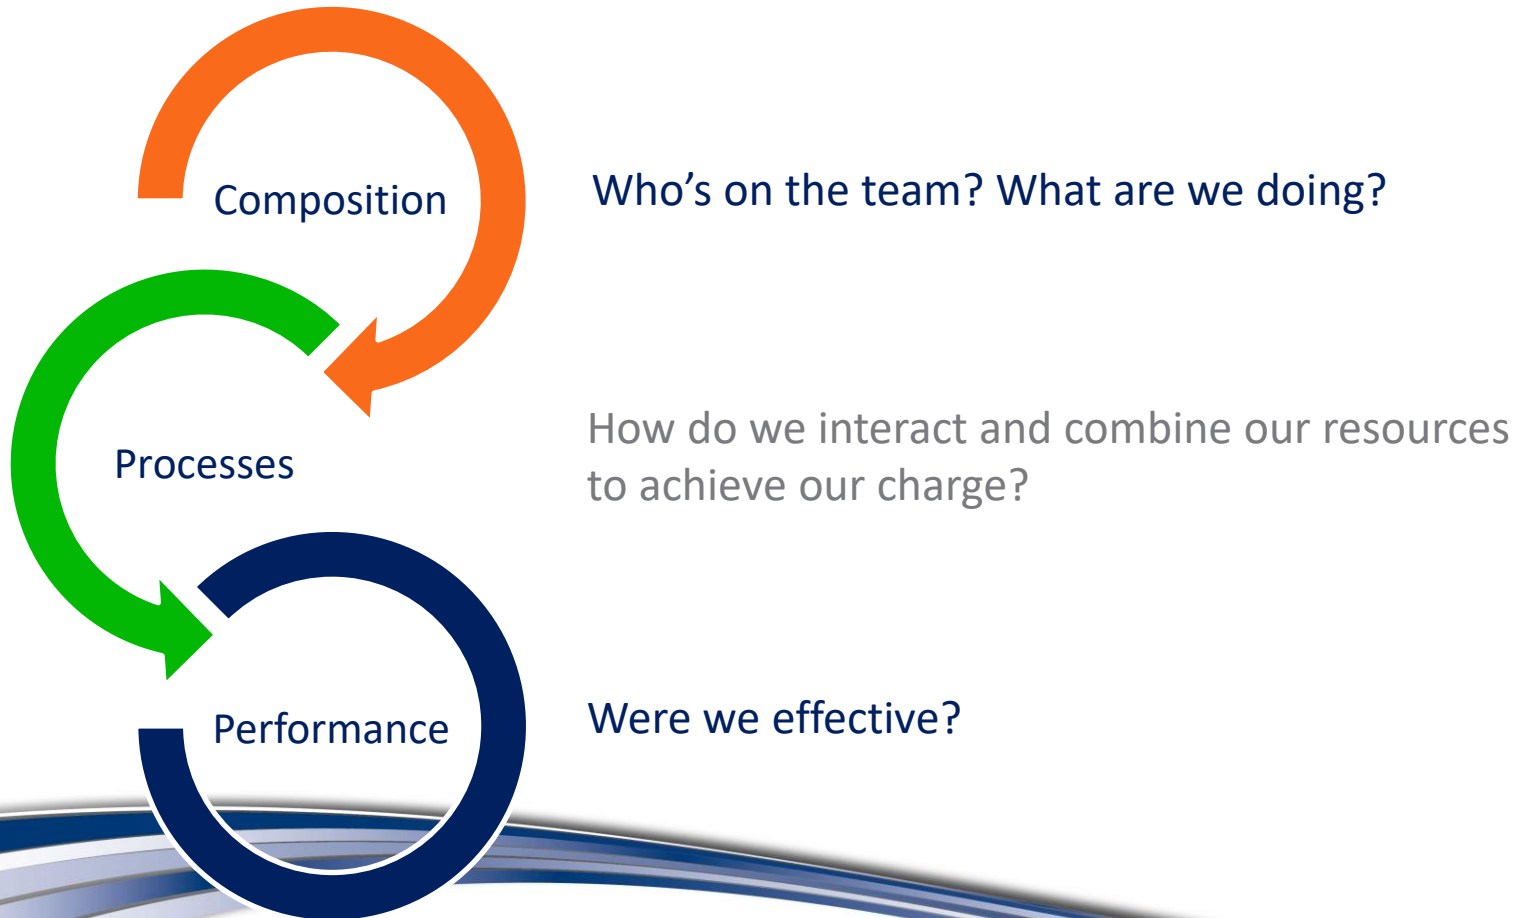 Composition
Who’s on the team? What are we doing?
Processes
How do we interact and combine our resources
to achieve our charge?
Performance
Were we effective?